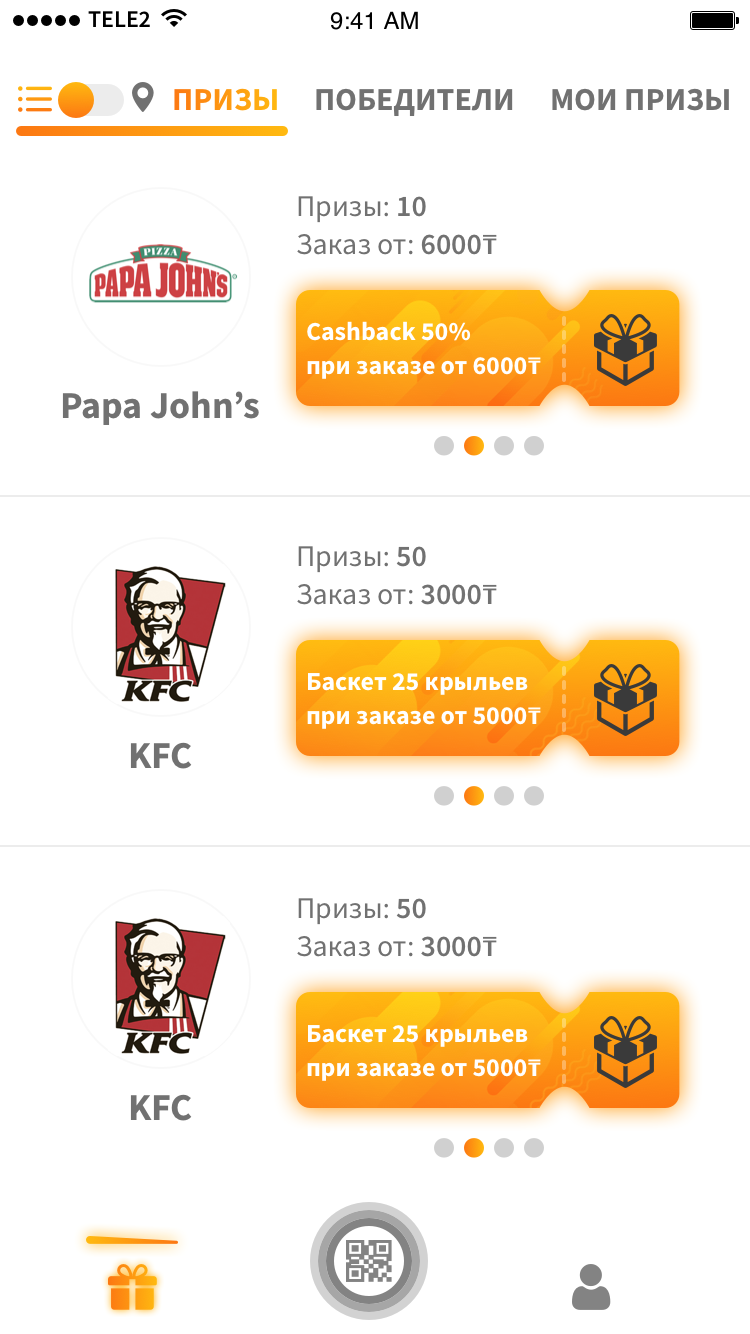 TELE2
9:41 AM
ПРИЗЫ
ПОБЕДИТЕЛИ
МОИ ПРИЗЫ
PIZZA
PAPA JOHN'S
Papa John’s
Призы: 10
Заказ от: 6000₸
Cashback 50%
при заказе от 6000₸
KFC
KFC
Призы: 50
Заказ от: 3000₸
Баскет 25 крыльев
при заказе от 5000₸
KFC
KFC
Призы: 50
Заказ от: 3000₸
Баскет 25 крыльев
при заказе от 5000₸